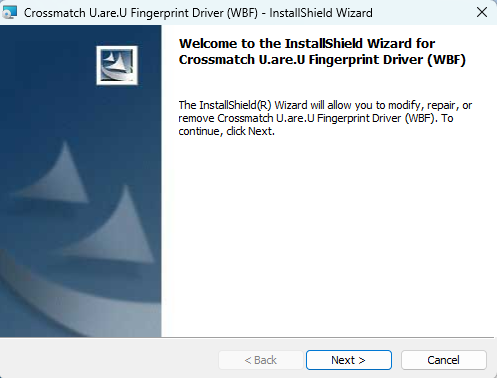 Crossmatch U.are.U Fingerprint Driver (WBF) - InstallShield Wizard
Welcome to the InstallShield Wizard for
Crossmatch U.are.U Fingerprint Driver (WBF)
The InstallShield(R) Wizard will allow you to modify, repair, or
remove Crossmatch U.are.U Fingerprint Driver (WBF). To
continue, click Next.
< Back Next > Cancel